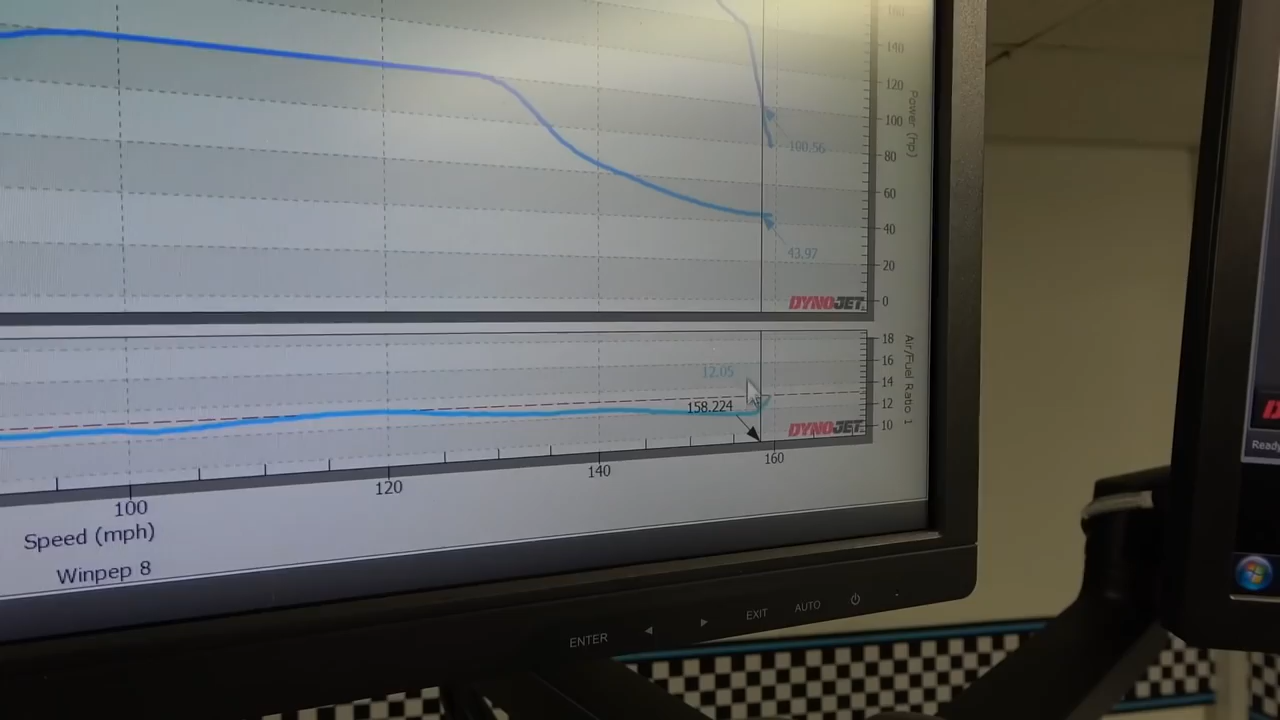 160
140
120
100
80
60
40
20
0
Power (hp)
100.56
43.97
DYNOJET
18
16
14
12
10
Air/Fuel Ratio 1
12.05
158.224
DYNOJET
100
120
140
160
Speed (mph)
Winpep 8
ENTER
EXIT
AUTO
Ready